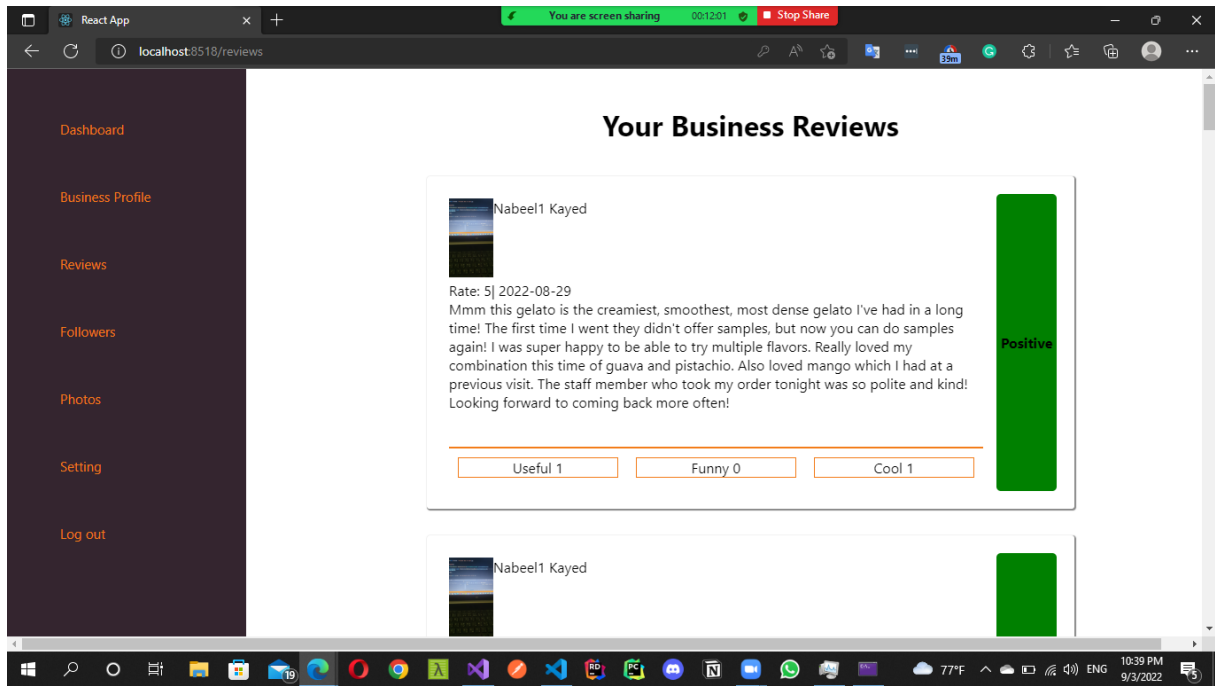 React App
You are screen sharing 00:12:01 Stop Share
localhost:8518/reviews
39m
Dashboard
Business Profile
Reviews
Followers
Photos
Setting
Log out
Your Business Reviews
Nabeel1 Kayed
Rate: 5| 2022-08-29
Mmm this gelato is the creamiest, smoothest, most dense gelato I've had in a long
time! The first time I went they didn't offer samples, but now you can do samples
again! I was super happy to be able to try multiple flavors. Really loved my
combination this time of guava and pistachio. Also loved mango which I had at a
previous visit. The staff member who took my order tonight was so polite and kind!
Looking forward to coming back more often!
Positive
Useful 1
Funny 0
Cool 1
Nabeel1 Kayed
19
77°F
ENG
10:39 PM
9/3/2022
5